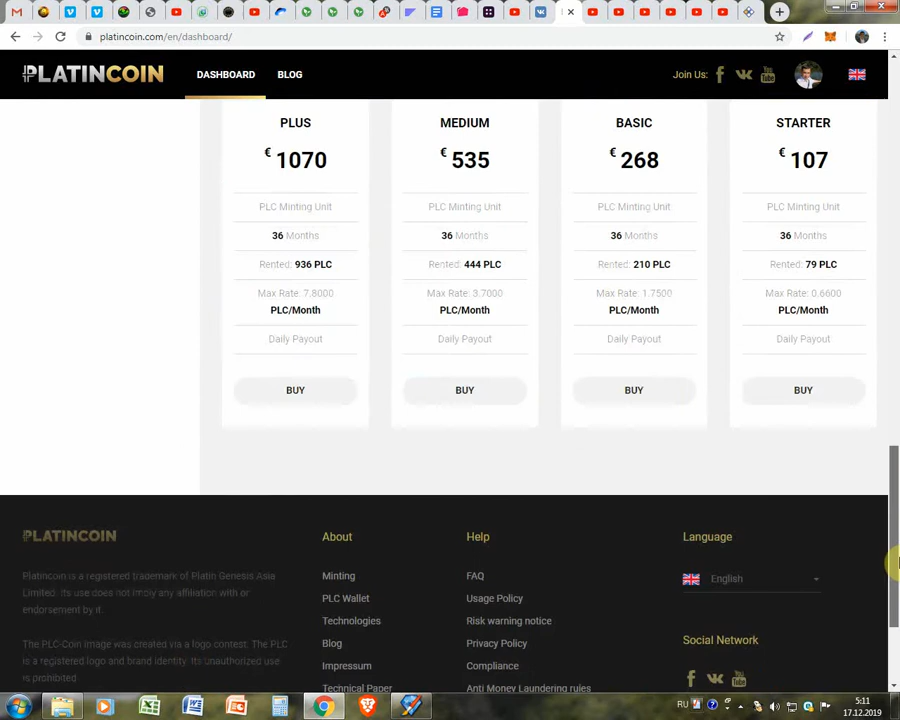 platincoin.com/en/dashboard/
PLATINCOIN
DASHBOARD
BLOG
Join Us:
PLUS
€ 1070
PLC Minting Unit
36 Months
Rented: 936 PLC
Max Rate: 7.8000
PLC/Month
Daily Payout
BUY
MEDIUM
€ 535
PLC Minting Unit
36 Months
Rented: 444 PLC
Max Rate: 3.7000
PLC/Month
Daily Payout
BUY
BASIC
€ 268
PLC Minting Unit
36 Months
Rented: 210 PLC
Max Rate: 1.7500
PLC/Month
Daily Payout
BUY
STARTER
€ 107
PLC Minting Unit
36 Months
Rented: 79 PLC
Max Rate: 0.6600
PLC/Month
Daily Payout
BUY
PLATINCOIN
Platincoin is a registered trademark of Platin Genesis Asia
Limited. Its use does not imply any affiliation with or
endorsement by it.
The PLC-Coin image was created via a logo contest. The PLC
is a registered logo and brand identity. Its unauthorized use
is prohibited
About
Minting
PLC Wallet
Technologies
Blog
Impressum
Technical Paper
Help
FAQ
Usage Policy
Risk warning notice
Privacy Policy
Compliance
Anti Money Laundering rules
Language
English
Social Network
RU
5:11
17.12.2019